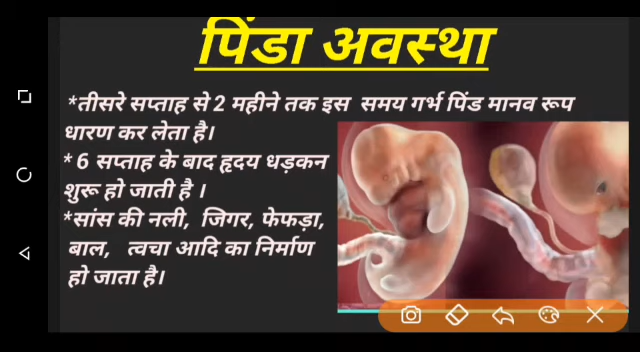 पिंडा अवस्था
*तीसरे सप्ताह से 2 महीने तक इस समय गर्भ पिंड मानव रूप
धारण कर लेता है।
* 6 सप्ताह के बाद हृदय धड़कन
शुरू हो जाती है ।
*सांस की नली, जिगर, फेफड़ा,
बाल, त्वचा आदि का निर्माण
हो जाता है।